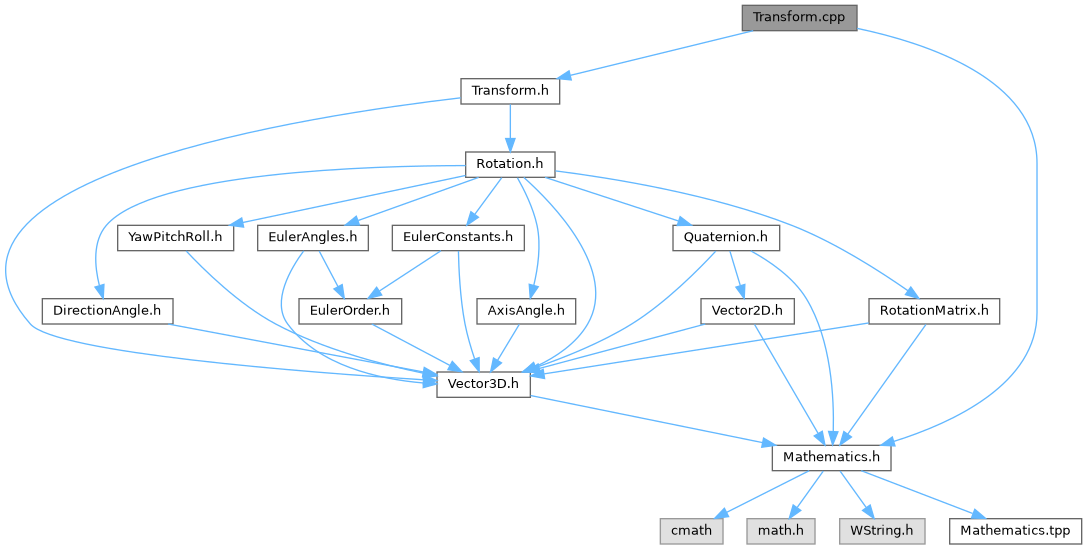 Transform.cpp
Transform.h
Rotation.h
YawPitchRoll.h
EulerAngles.h
EulerConstants.h
Quaternion.h
DirectionAngle.h
EulerOrder.h
AxisAngle.h
Vector2D.h
RotationMatrix.h
Vector3D.h
Mathematics.h
cmath
math.h
WString.h
Mathematics.tpp